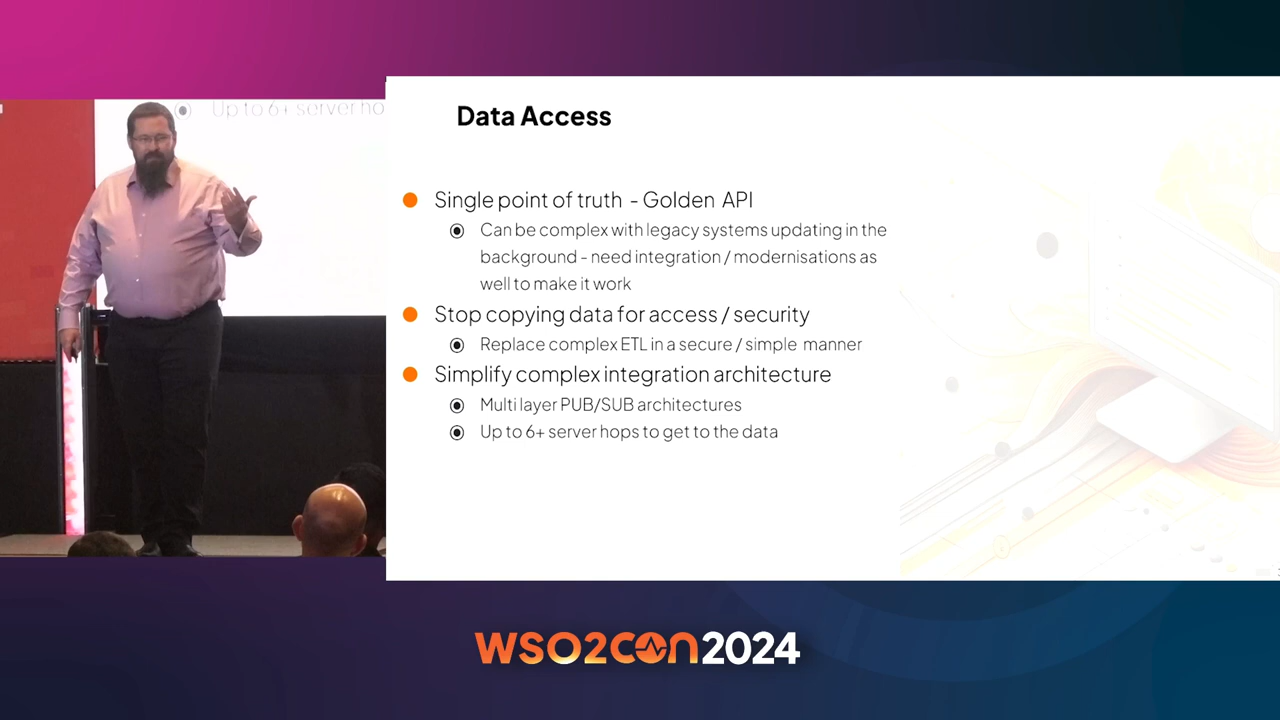 Up to 6+ server ho
Data Access
Single point of truth - Golden API
Can be complex with legacy systems updating in the
background - need integration / modernisations as
well to make it work
Stop copying data for access / security
Replace complex ETL in a secure / simple manner
Simplify complex integration architecture
Multi layer PUB/SUB architectures
Up to 6+ server hops to get to the data
WSO2CON2024